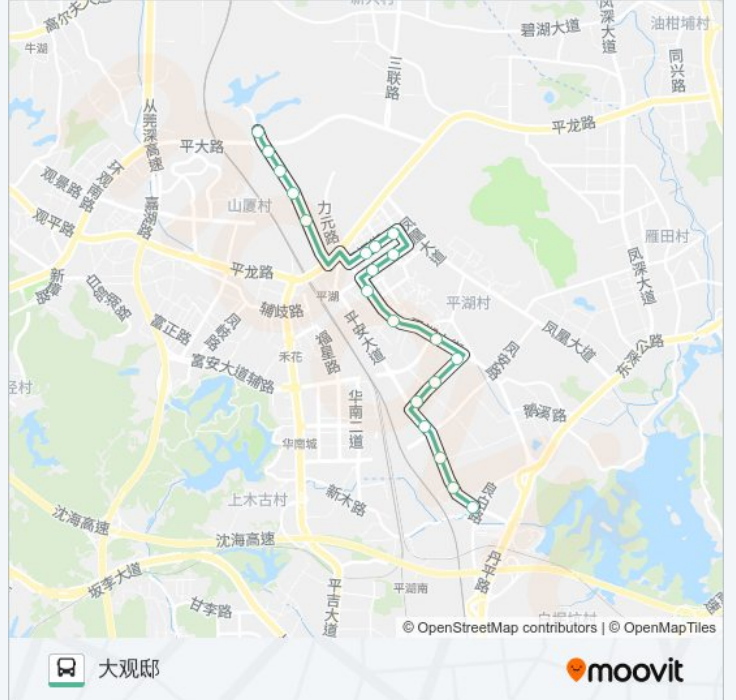 高尔夫大道
新大村
凤深大道
油柑埔村
碧湖大道
牛湖
同兴路
三联路
从莞深高速
平龙路
平大路
环观南路
观景路
山厦村
力元路
嘉湖路
观平路
凤凰大道
雁田村
平龙路
凤深大道
平湖
平湖村
辅歧路
平安大道
富正路
凤岐路
福星路
凤凰大道
东深公路
凤安路
禾花
富安大道辅路
华南二道
鸭溪路
华南城
上木古村
新木路
良白路
沈海高速
沈海高速
丹平路
坂李大道
平湖南
平吉大道
甘李路
© OpenStreetMap contributors | © OpenMapTiles
大观邸
moovit